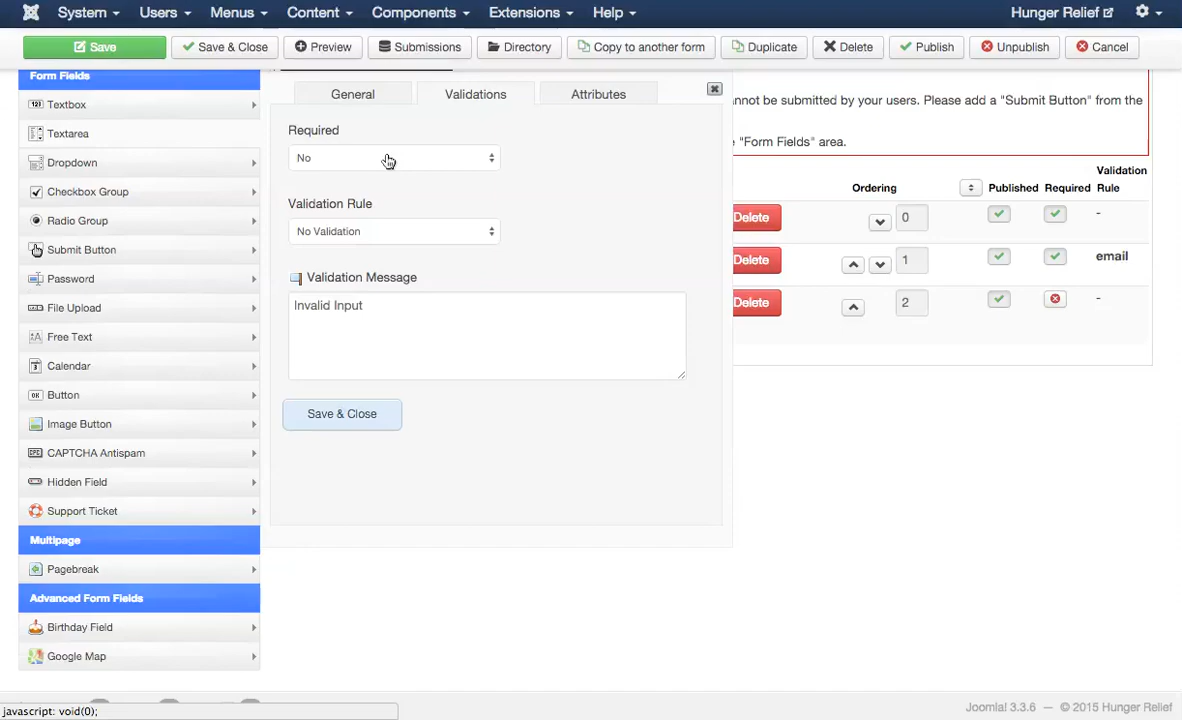 System Users Menus Content Components Extensions Help Hunger Relief
Save Save & Close Preview Submissions Directory Copy to another form Duplicate Delete Publish Unpublish Cancel
Form Fields
Textbox
Textarea
Dropdown
Checkbox Group
Radio Group
Submit Button
Password
File Upload
Free Text
Calendar
Button
Image Button
CAPTCHA Antispam
Hidden Field
Support Ticket
Multipage
Pagebreak
Advanced Form Fields
Birthday Field
Google Map
General Validations Attributes
Required
No
Validation Rule
No Validation
Validation Message
Invalid Input
Save & Close
nnot be submitted by your users. Please add a "Submit Button" from the
e "Form Fields" area.
Ordering Published Required Validation Rule
Delete 0 -
Delete 1 email
Delete 2 -
javascript: void(0);
Joomla! 3.3.6 — © 2015 Hunger Relief